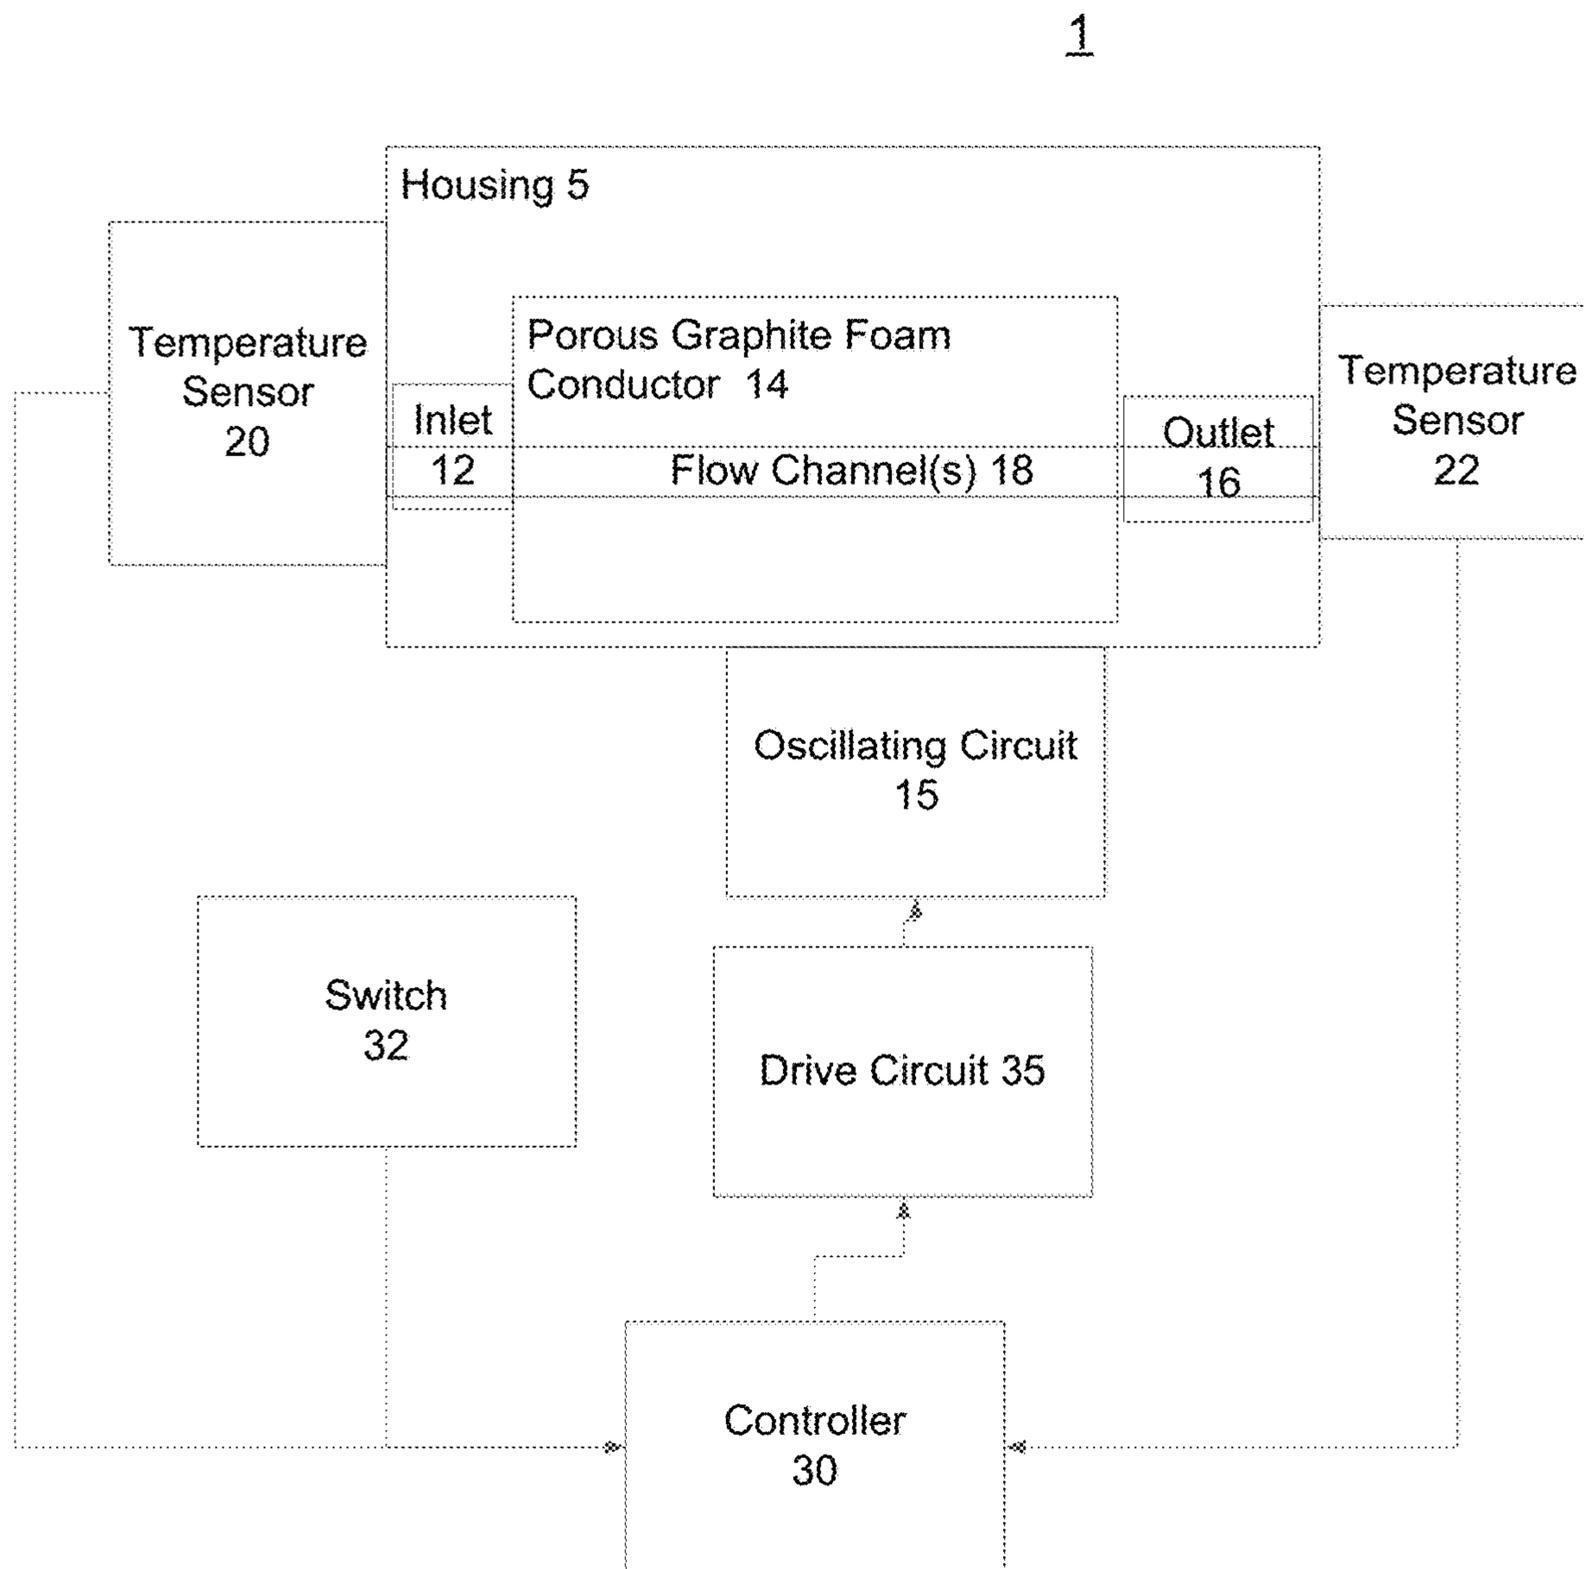 1
Housing 5
Temperature
Sensor
20
Porous Graphite Foam
Conductor 14
Inlet
12
Flow Channel(s) 18
Outlet
16
Temperature
Sensor
22
Oscillating Circuit
15
Switch
32
Drive Circuit 35
Controller
30